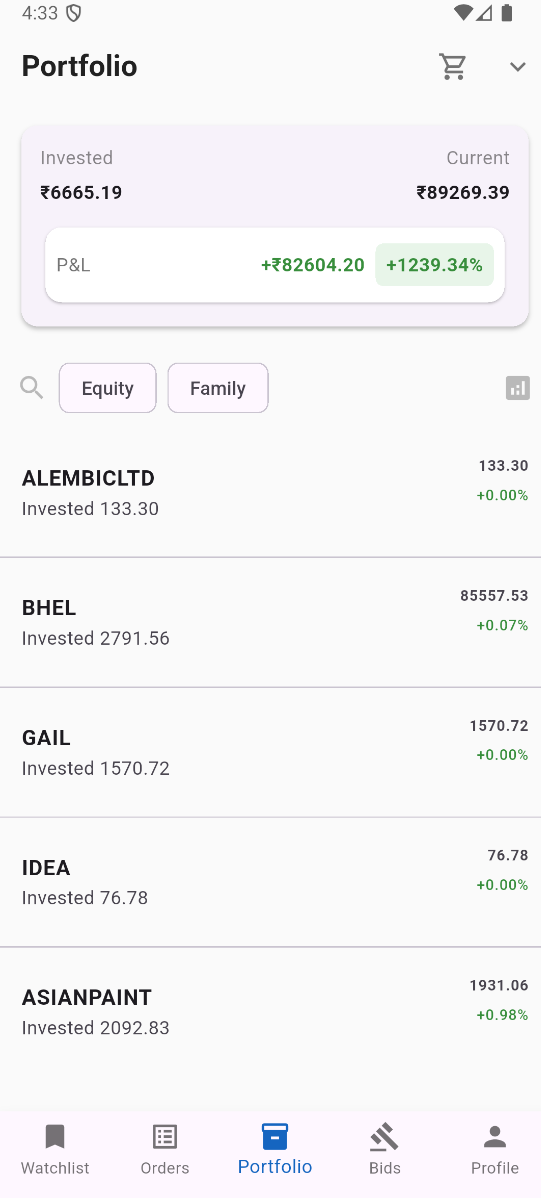 4:33
Portfolio
Invested Current
₹6665.19 ₹89269.39
P&L +₹82604.20 +1239.34%
Equity Family
ALEMBICLTD 133.30
Invested 133.30 +0.00%
BHEL 85557.53
Invested 2791.56 +0.07%
GAIL 1570.72
Invested 1570.72 +0.00%
IDEA 76.78
Invested 76.78 +0.00%
ASIANPAINT 1931.06
Invested 2092.83 +0.98%
Watchlist Orders Portfolio Bids Profile